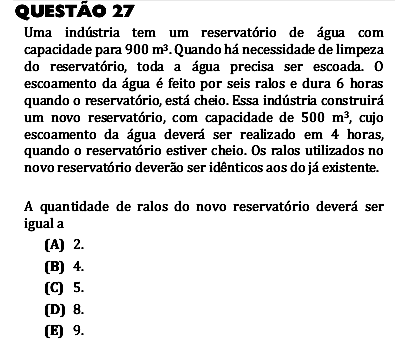 QUESTÃO 27
Uma indústria tem um reservatório de água com
capacidade para 900 m³. Quando há necessidade de limpeza
do reservatório, toda a água precisa ser escoada. O
escoamento da água é feito por seis ralos e dura 6 horas
quando o reservatório, está cheio. Essa indústria construirá
um novo reservatório, com capacidade de 500 m³, cujo
escoamento da água deverá ser realizado em 4 horas,
quando o reservatório estiver cheio. Os ralos utilizados no
novo reservatório deverão ser idênticos aos do já existente.
A quantidade de ralos do novo reservatório deverá ser
igual a
(A) 2.
(B) 4.
(C) 5.
(D) 8.
(E) 9.